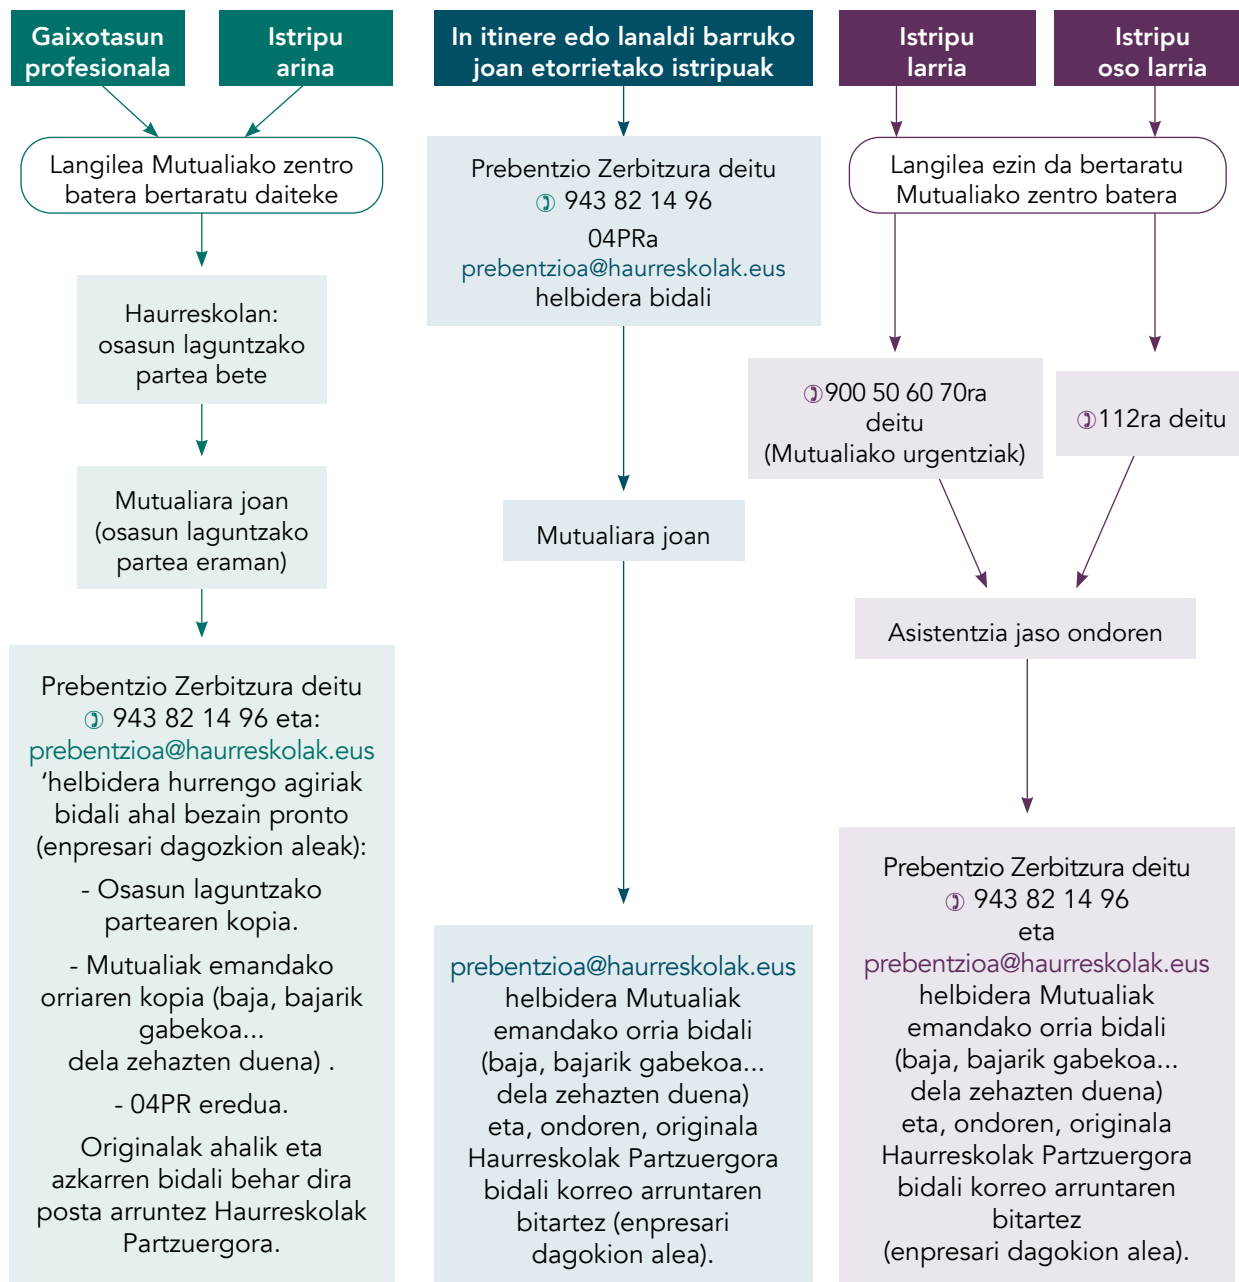 Gaixotasun
profesionala
Istripu
arina
Langilea Mutualiako zentro
batera bertaratu daiteke
Haurreskolan:
osasun laguntzako
partea bete
Mutualiara joan
(osasun laguntzako
partea eraman)
Prebentzio Zerbitzura deitu
✆ 943 82 14 96 eta:
prebentzioa@haurreskolak.eus
‘helbidera hurrengo agiriak
bidali ahal bezain pronto
(enpresari dagozkion aleak):
- Osasun laguntzako
partearen kopia.
- Mutualiak emandako
orriaren kopia (baja, bajarik
gabekoa...
dela zehazten duena) .
- 04PR eredua.
Originalak ahalik eta
azkarren bidali behar dira
posta arruntez Haurreskolak
Partzuergora.
In itinere edo lanaldi barruko
joan etorrietako istripuak
Prebentzio Zerbitzura deitu
✆ 943 82 14 96
04PRa
prebentzioa@haurreskolak.eus
helbidera bidali
Mutualiara joan
prebentzioa@haurreskolak.eus
helbidera Mutualiak
emandako orria bidali
(baja, bajarik gabekoa...
dela zehazten duena)
eta, ondoren, originala
Haurreskolak Partzuergora
bidali korreo arruntaren
bitartez (enpresari
dagokion alea).
Istripu
larria
Istripu
oso larria
Langilea ezin da bertaratu
Mutualiako zentro batera
✆900 50 60 70ra
deitu
(Mutualiako urgentziak)
✆112ra deitu
Asistentzia jaso ondoren
Prebentzio Zerbitzura deitu
✆ 943 82 14 96
eta
prebentzioa@haurreskolak.eus
helbidera Mutualiak
emandako orria bidali
(baja, bajarik gabekoa...
dela zehazten duena)
eta, ondoren, originala
Haurreskolak Partzuergora
bidali korreo arruntaren
bitartez
(enpresari dagokion alea).